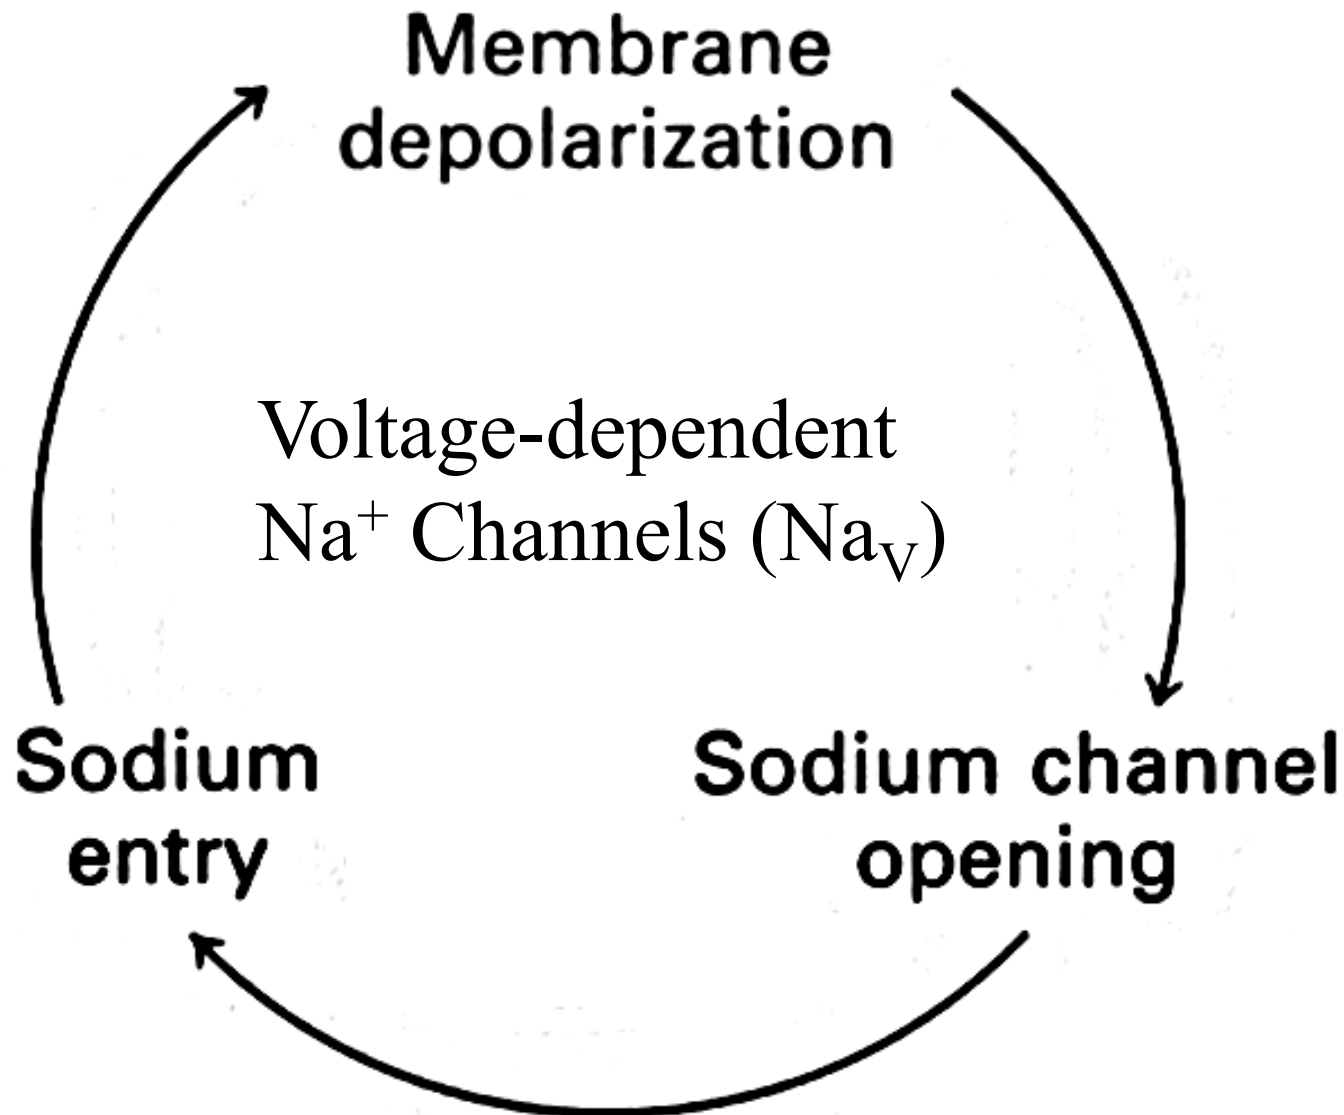 Membrane
depolarization
Voltage-dependent
Na⁺ Channels (Naᵥ)
Sodium
entry
Sodium channel
opening